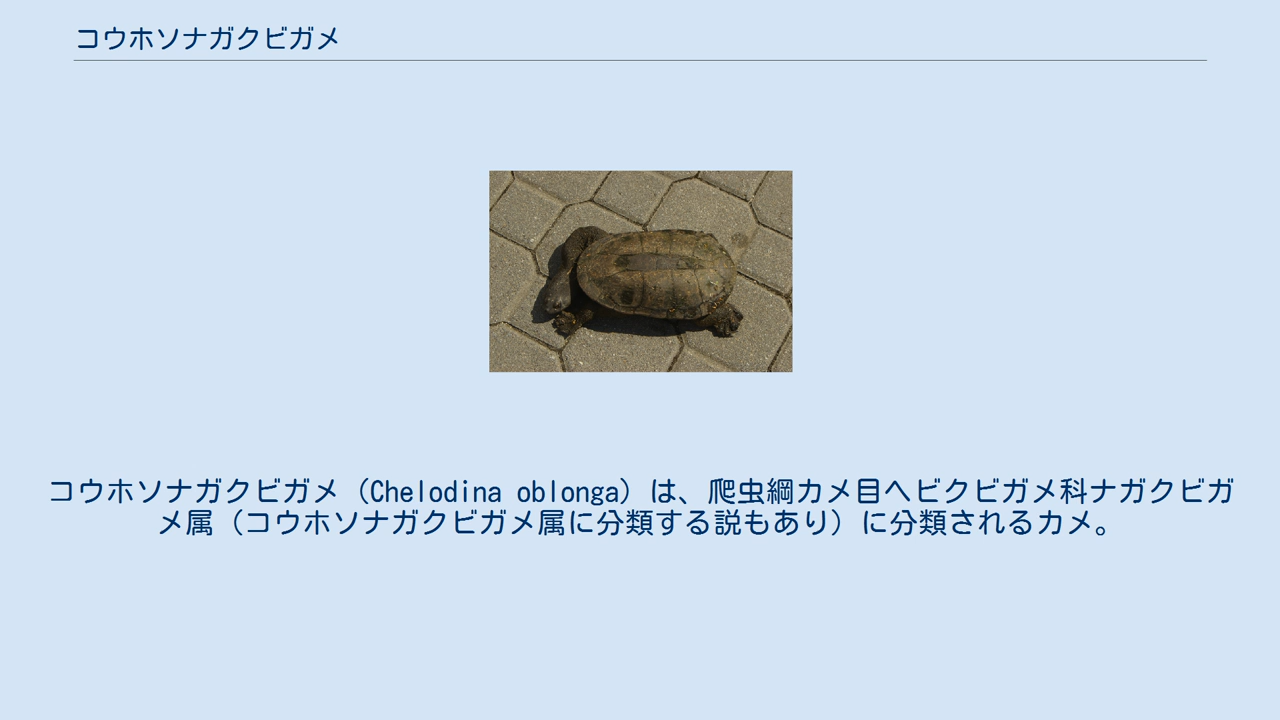 コウホソナガクビガメ
コウホソナガクビガメ（Chelodina oblonga）は、爬虫綱カメ目ヘビクビガメ科ナガクビガ
メ属（コウホソナガクビガメ属に分類する説もあり）に分類されるカメ。